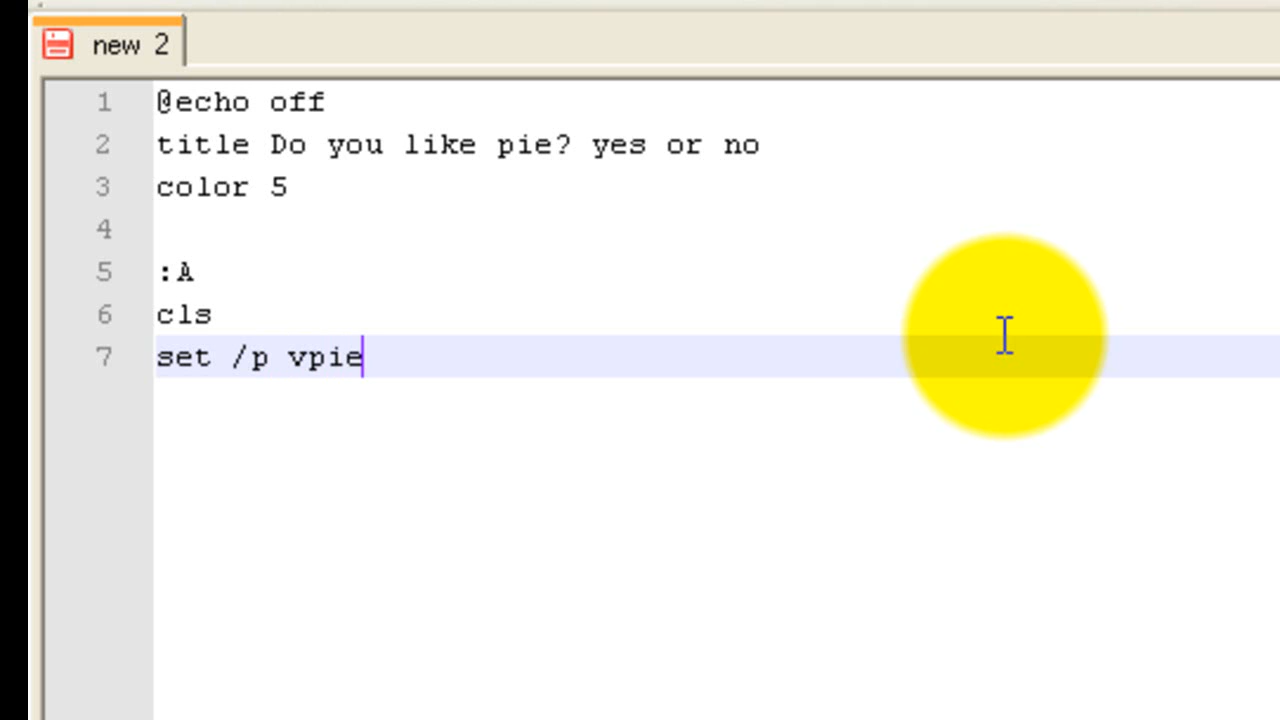 new 2
1 @echo off
2 title Do you like pie? yes or no
3 color 5
4
5 :A
6 cls
7 set /p vpie